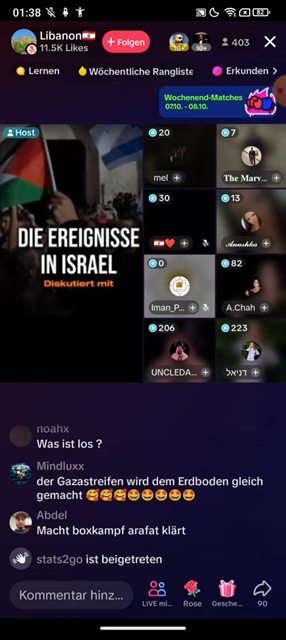 01:38
82
Libanon🇱🇧
11.5K Likes
+ Folgen
10+
10+
403
Lernen
Wöchentliche Rangliste
Erkunden >
Wochenend-Matches
07.10. - 08.10.
Host
DIE EREIGNISSE
IN ISRAEL
Diskutiert mit
20
mel
7
The Marv...
30
🇱🇧❤️
13
Anushka
0
Iman_P...
82
A.Chah
206
UNCLEDA...
223
דניאל
noahx
Was ist los ?
Mindluxx
der Gazastreifen wird dem Erdboden gleich
gemacht 🥰🥰🥰🤩🤩🤩🤩🤩
Abdel
Macht boxkampf arafat klärt
stats2go ist beigetreten
Kommentar hinz...
LIVE mi...
Rose
Gesche...
90